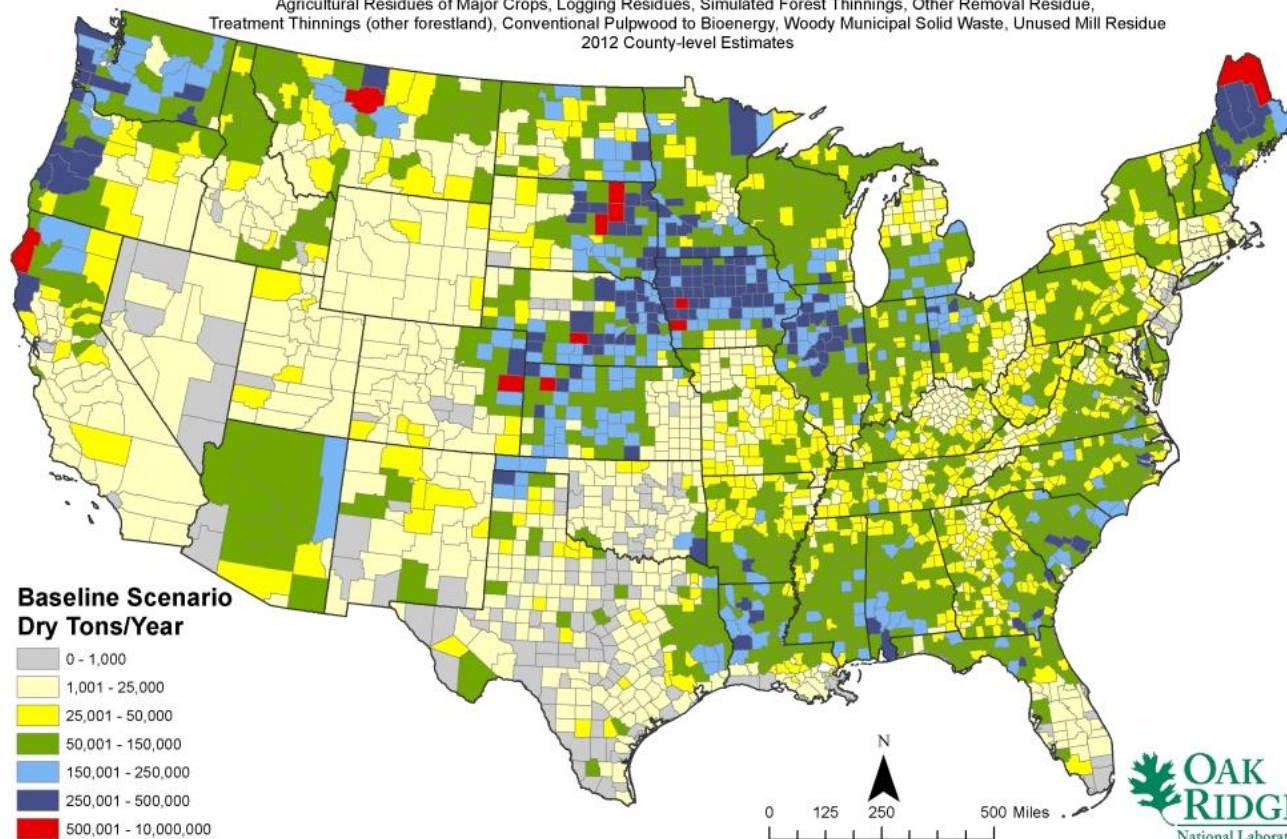 Agricultural Residues of Major Crops, Logging Residues, Simulated Forest Thinnings, Other Removal Residue,
Treatment Thinnings (other forestland), Conventional Pulpwood to Bioenergy, Woody Municipal Solid Waste, Unused Mill Residue
2012 County-level Estimates
Baseline Scenario
Dry Tons/Year
0 - 1,000
1,001 - 25,000
25,001 - 50,000
50,001 - 150,000
150,001 - 250,000
250,001 - 500,000
500,001 - 10,000,000
N
0 125 250 500 Miles
OAK
RIDG
National Laborat